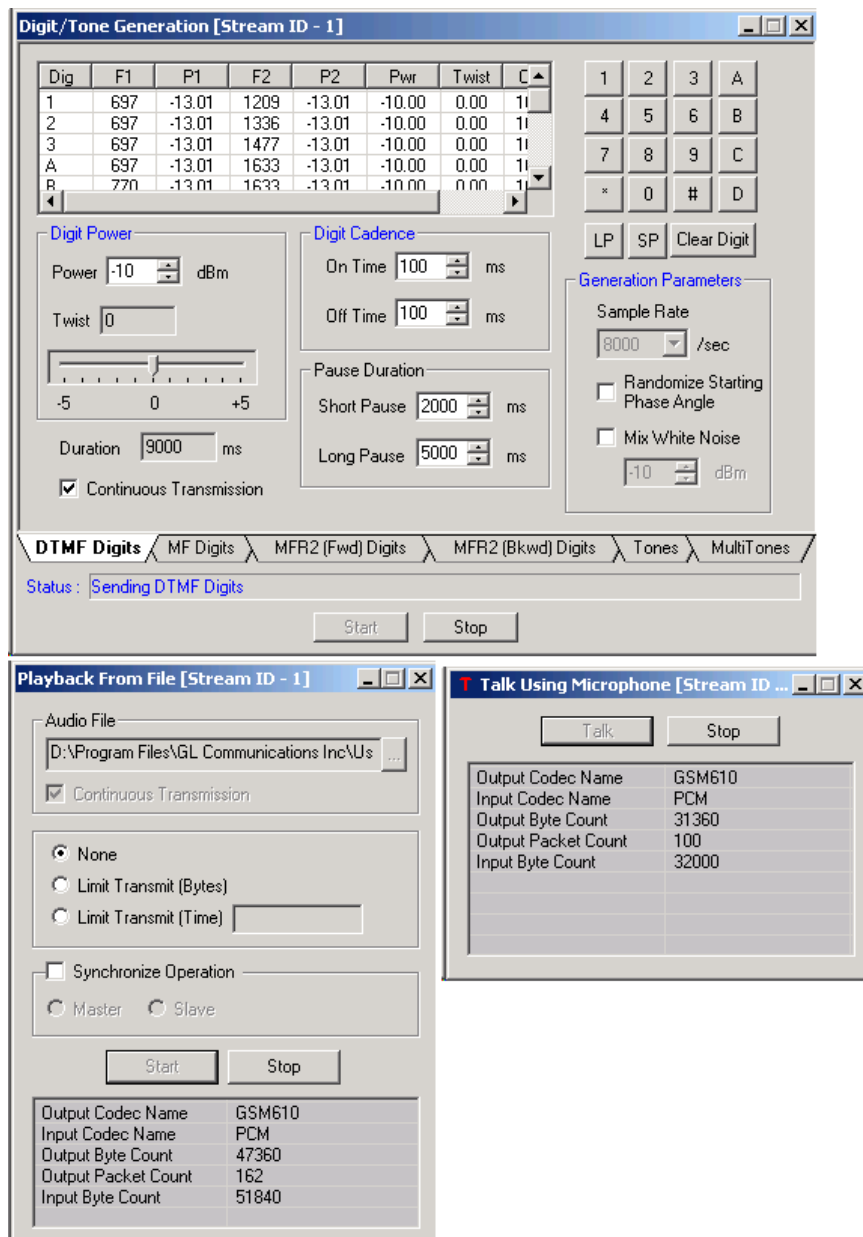 Digit/Tone Generation [Stream ID - 1]
Dig F1 P1 F2 P2 Pwr Twist
1 697 -13.01 1209 -13.01 -10.00 0.00
2 697 -13.01 1336 -13.01 -10.00 0.00
3 697 -13.01 1477 -13.01 -10.00 0.00
A 697 -13.01 1633 -13.01 -10.00 0.00
B 770 -13.01 1633 -13.01 -10.00 0.00
1 2 3 A
4 5 6 B
7 8 9 C
* 0 # D
LP SP Clear Digit
Digit Power
Power -10 dBm
Twist 0
-5 0 +5
Duration 9000 ms
Continuous Transmission
Digit Cadence
On Time 100 ms
Off Time 100 ms
Pause Duration
Short Pause 2000 ms
Long Pause 5000 ms
Generation Parameters
Sample Rate
8000 /sec
Randomize Starting
Phase Angle
Mix White Noise
-10 dBm
DTMF Digits MF Digits MFR2 (Fwd) Digits MFR2 (Bkwd) Digits Tones MultiTones
Status : Sending DTMF Digits
Start Stop
Playback From File [Stream ID - 1]
Audio File
D:\Program Files\GL Communications Inc\Us ...
Continuous Transmission
None
Limit Transmit (Bytes)
Limit Transmit (Time)
Synchronize Operation
Master Slave
Start Stop
Output Codec Name GSM610
Input Codec Name PCM
Output Byte Count 47360
Output Packet Count 162
Input Byte Count 51840
T Talk Using Microphone [Stream ID ...
Talk Stop
Output Codec Name GSM610
Input Codec Name PCM
Output Byte Count 31360
Output Packet Count 100
Input Byte Count 32000